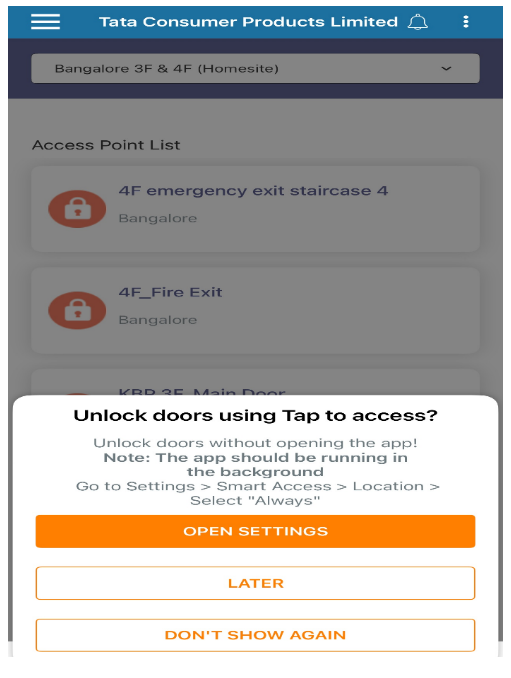 Tata Consumer Products Limited
Bangalore 3F & 4F (Homesite)
Access Point List
4F emergency exit staircase 4
Bangalore
4F_Fire Exit
Bangalore
KBP 3F Main Door
Unlock doors using Tap to access?
Unlock doors without opening the app!
Note: The app should be running in
the background
Go to Settings > Smart Access > Location >
Select "Always"
OPEN SETTINGS
LATER
DON'T SHOW AGAIN